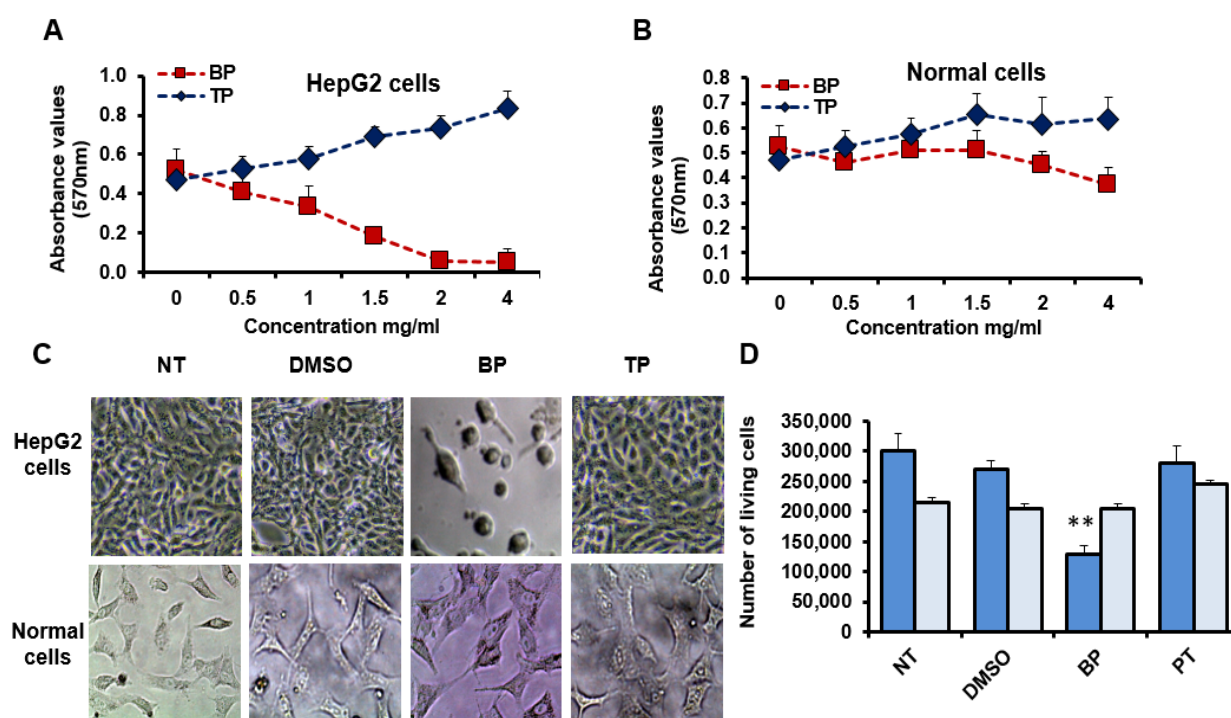 A
BP
TP
HepG2 cells
1.0
0.8
0.6
0.4
0.2
0.0
Absorbance values
(570nm)
0 0.5 1 1.5 2 4
Concentration mg/ml
B
BP
TP
Normal cells
0.8
0.7
0.6
0.5
0.4
0.3
0.2
0.1
0.0
Absorbance values
(570nm)
0 0.5 1 1.5 2 4
Concentration mg/ml
C
NT DMSO BP TP
HepG2
cells
Normal
cells
D
350,000
300,000
250,000
200,000
150,000
100,000
50,000
0
Number of living cells
**
NT DMSO BP PT